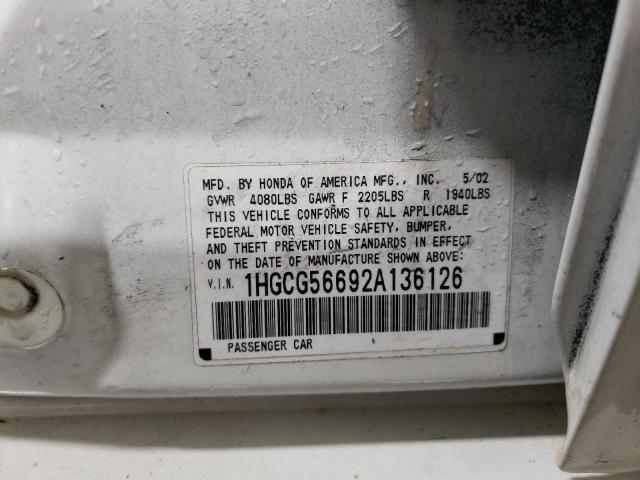 MFD. BY HONDA OF AMERICA MFG., INC. 5/02
GVWR 4080LBS GAWR F 2205LBS R 1940LBS
THIS VEHICLE CONFORMS TO ALL APPLICABLE
FEDERAL MOTOR VEHICLE SAFETY, BUMPER,
AND THEFT PREVENTION STANDARDS IN EFFECT
ON THE DATE OF MANUFACTURE SHOWN ABOVE:
V.I.N. 1HGCG56692A136126
PASSENGER CAR